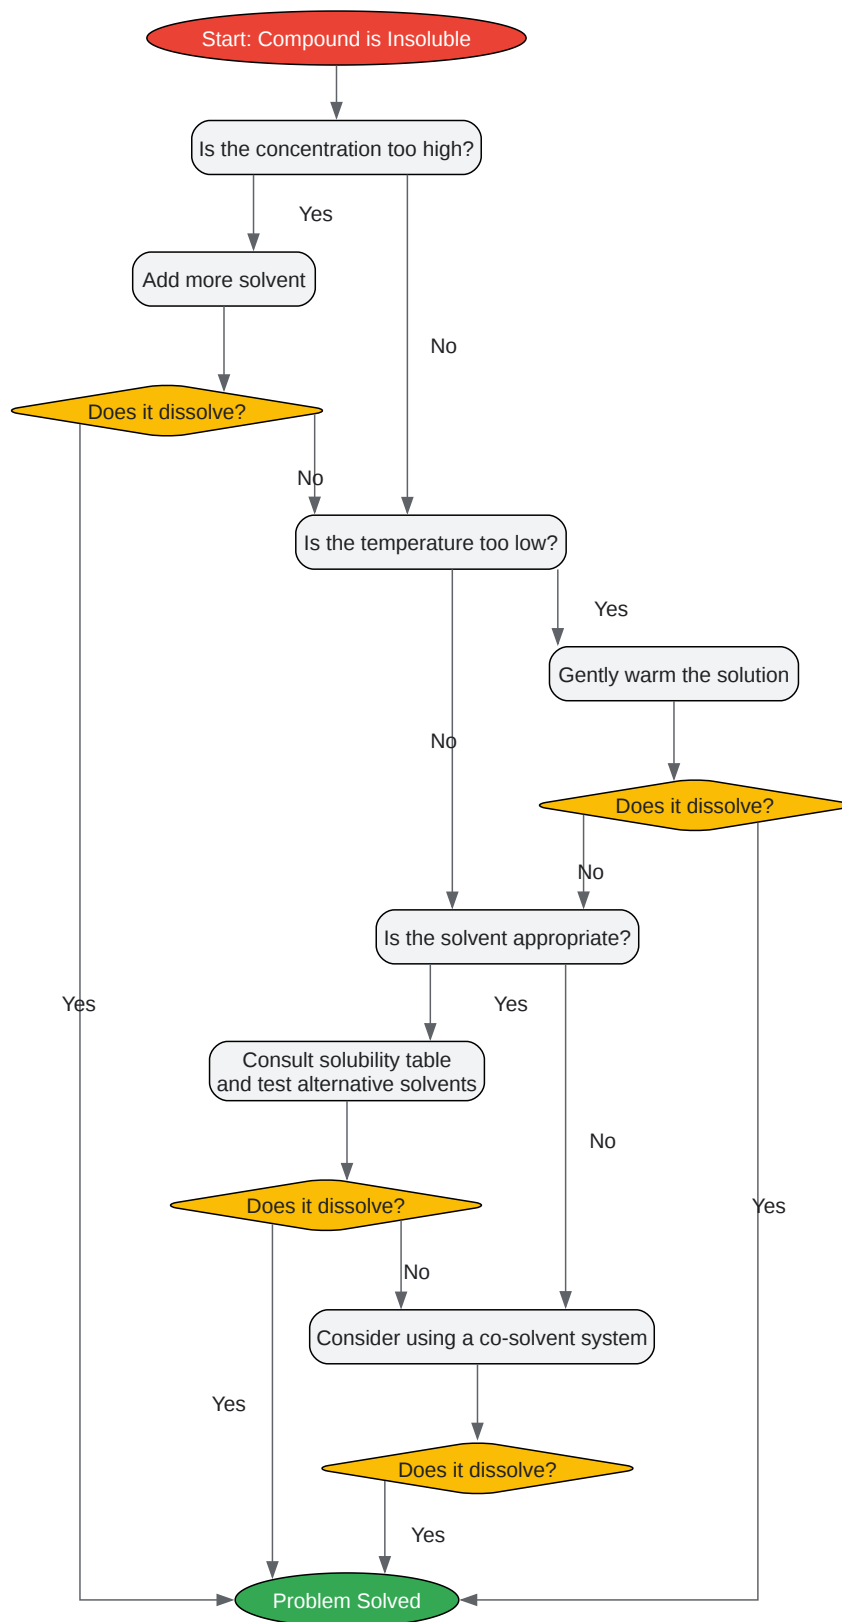 Start: Compound is Insoluble
Is the concentration too high?
Yes
Add more solvent
No
Does it dissolve?
No
Is the temperature too low?
Yes
Gently warm the solution
No
Does it dissolve?
No
Is the solvent appropriate?
Yes
Yes
Consult solubility table
and test alternative solvents
No
Does it dissolve?
Yes
No
Consider using a co-solvent system
Yes
Does it dissolve?
Yes
Problem Solved